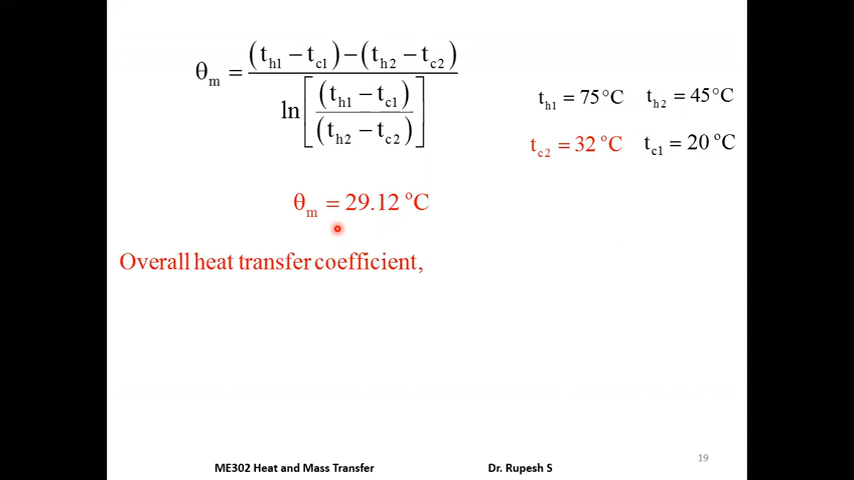 θm = (th1 − tc1) − (th2 − tc2) / ln[(th1 − tc1) / (th2 − tc2)]
th1 = 75 °C th2 = 45 °C
tc2 = 32 °C tc1 = 20 °C
θm = 29.12 °C
Overall heat transfer coefficient,
19
ME302 Heat and Mass Transfer Dr. Rupesh S